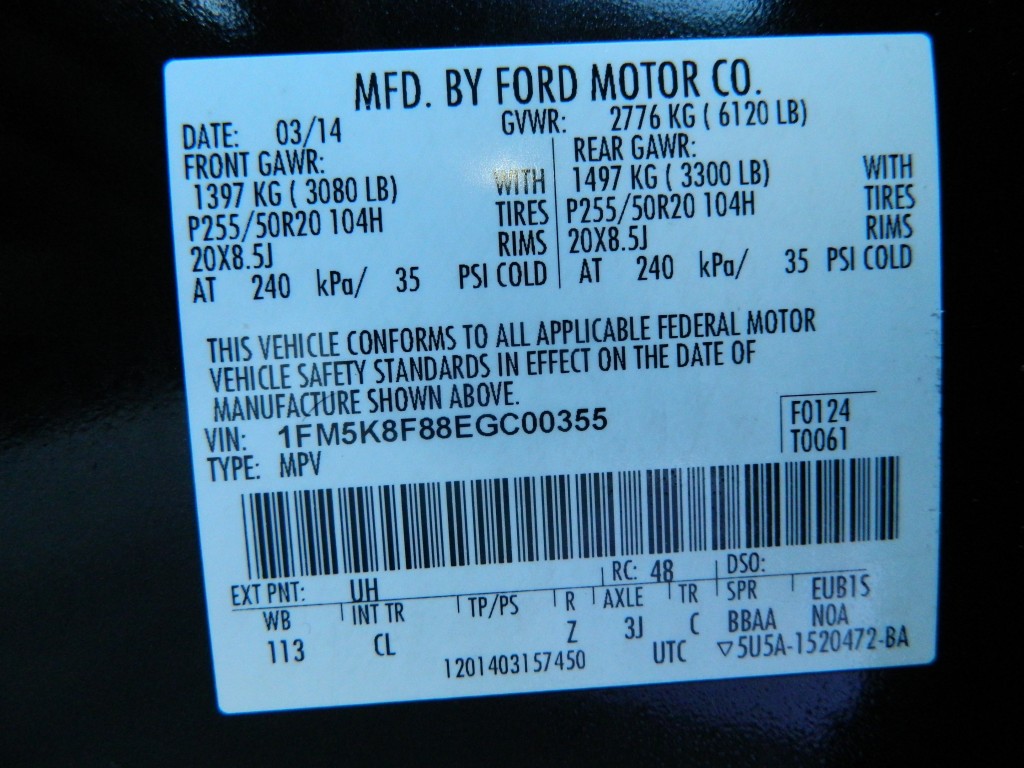 MFD. BY FORD MOTOR CO.
DATE: 03/14 GVWR: 2776 KG ( 6120 LB)
FRONT GAWR: REAR GAWR:
1397 KG ( 3080 LB) WITH 1497 KG ( 3300 LB) WITH
P255/50R20 104H TIRES P255/50R20 104H TIRES
20X8.5J RIMS 20X8.5J RIMS
AT 240 kPa/ 35 PSI COLD AT 240 kPa/ 35 PSI COLD
THIS VEHICLE CONFORMS TO ALL APPLICABLE FEDERAL MOTOR
VEHICLE SAFETY STANDARDS IN EFFECT ON THE DATE OF
MANUFACTURE SHOWN ABOVE.
VIN: 1FM5K8F88EGC00355 F0124
TYPE: MPV T0061
EXT PNT: UH RC: 48 DSO:
WB INT TR TP/PS R AXLE TR SPR EUB1S
113 CL Z 3J C BBAA NOA
1201403157450 UTC ▽5U5A-1520472-BA